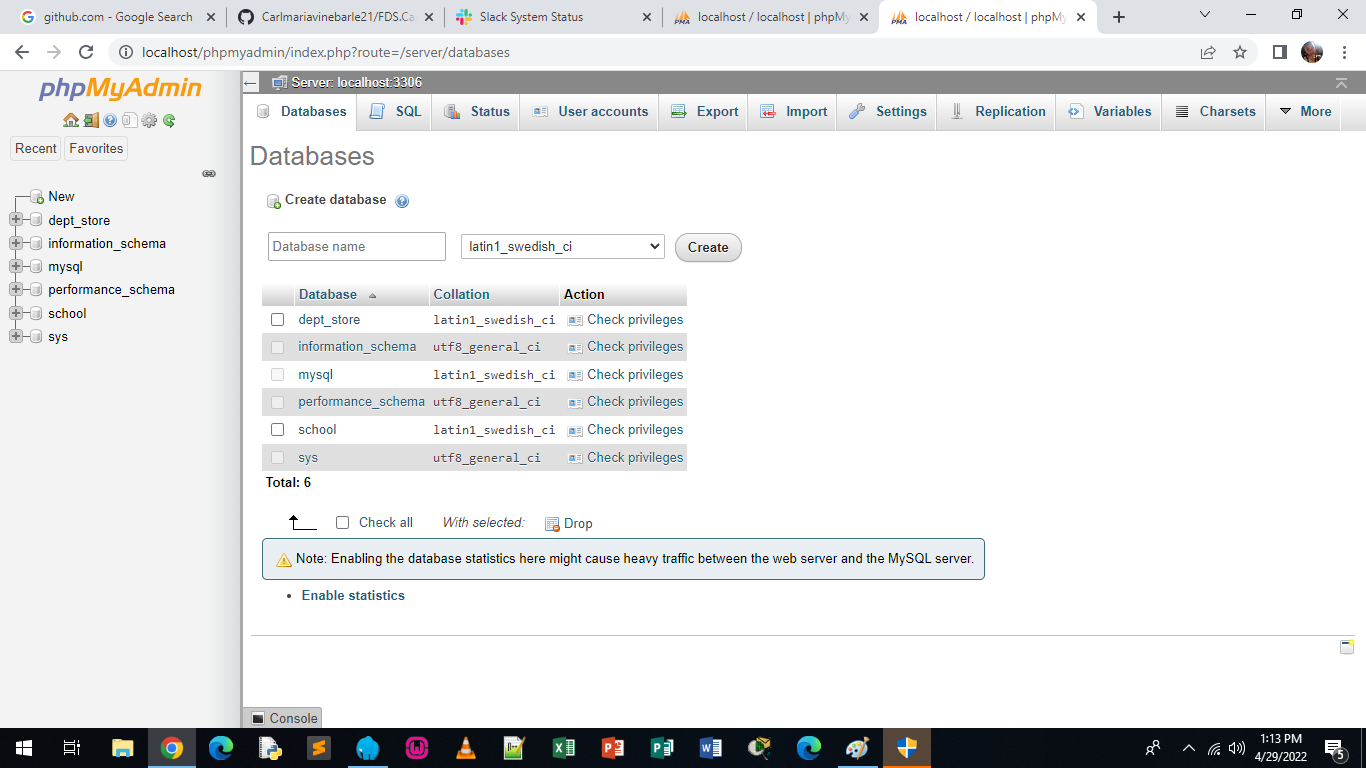 github.com - Google Search
Carlmariavinebarle21/FDS.Ca
Slack System Status
localhost / localhost | phpMy
localhost / localhost | phpMy
localhost/phpmyadmin/index.php?route=/server/databases
phpMyAdmin
Recent
Favorites
New
dept_store
information_schema
mysql
performance_schema
school
sys
Server: localhost:3306
Databases
SQL
Status
User accounts
Export
Import
Settings
Replication
Variables
Charsets
More
Databases
Create database
Database name
latin1_swedish_ci
Create
Database Collation Action
dept_store latin1_swedish_ci Check privileges
information_schema utf8_general_ci Check privileges
mysql latin1_swedish_ci Check privileges
performance_schema utf8_general_ci Check privileges
school latin1_swedish_ci Check privileges
sys utf8_general_ci Check privileges
Total: 6
Check all With selected: Drop
Note: Enabling the database statistics here might cause heavy traffic between the web server and the MySQL server.
• Enable statistics
Console
1:13 PM
4/29/2022
5